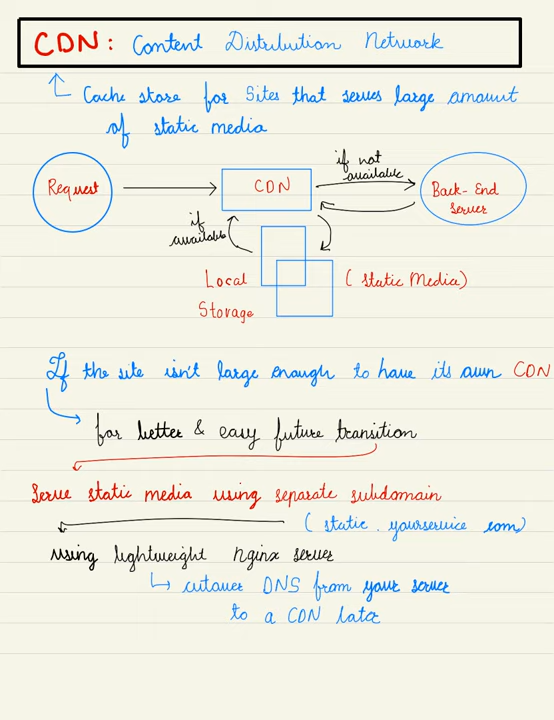 CDN: Content Distribution Network
Cache store for Sites that serves large amount
of static media
if not
available
Request
CDN
Back-End
Server
if
available
Local
Storage
(static Media)
If the site isn't large enough to have its own CDN
for better & easy future transition
Serve static media using separate subdomain
(static.yourservice com)
using lightweight nginx server
cutover DNS from your server
to a CDN later